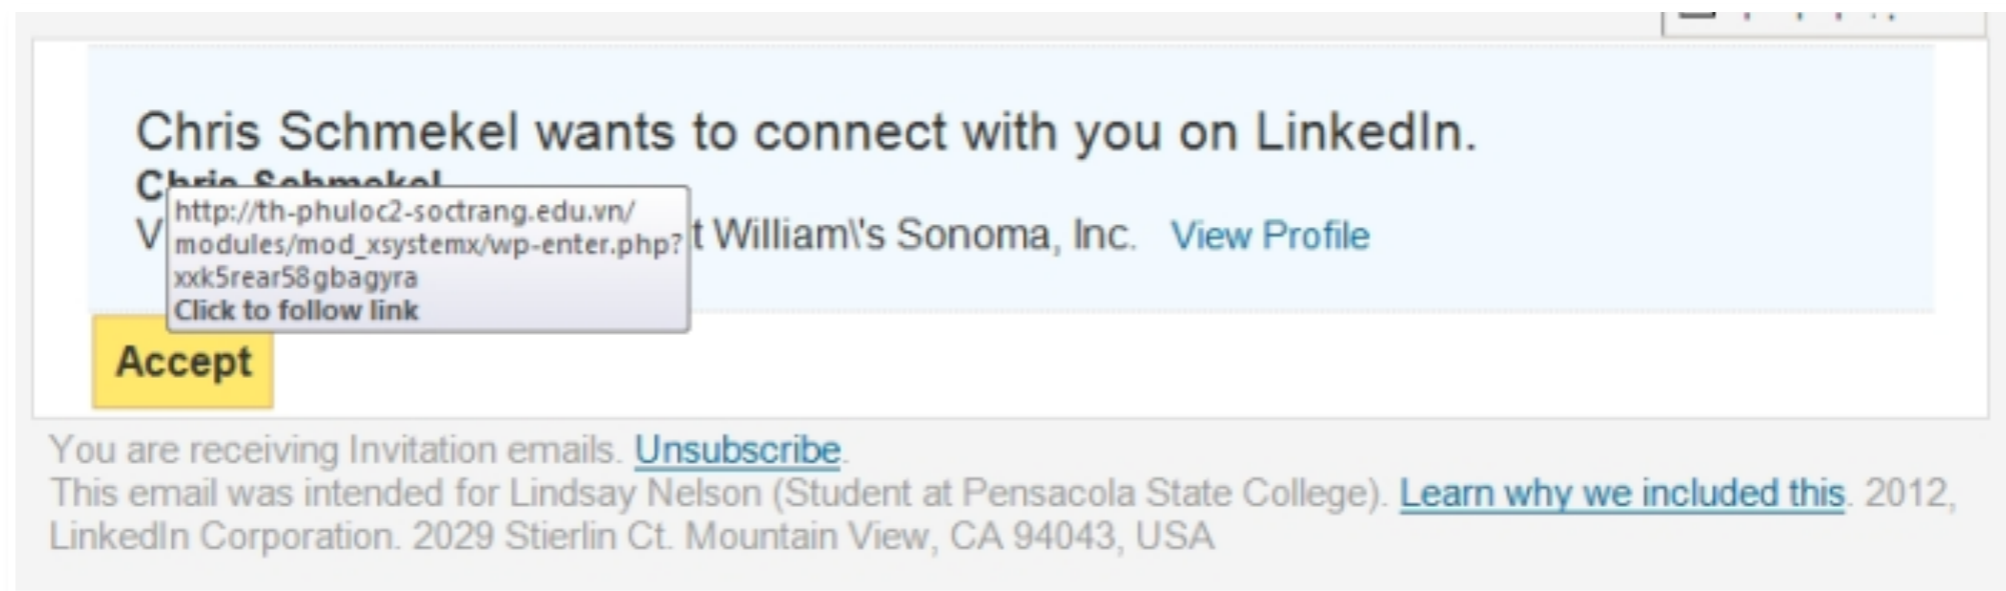 Chris Schmekel wants to connect with you on LinkedIn.
Chris Schmekel
http://th-phuloc2-soctrang.edu.vn/
modules/mod_xsystemx/wp-enter.php?
xxk5rear58gbagyra
Click to follow link
t William\'s Sonoma, Inc. View Profile
Accept
You are receiving Invitation emails. Unsubscribe.
This email was intended for Lindsay Nelson (Student at Pensacola State College). Learn why we included this. 2012,
LinkedIn Corporation. 2029 Stierlin Ct. Mountain View, CA 94043, USA